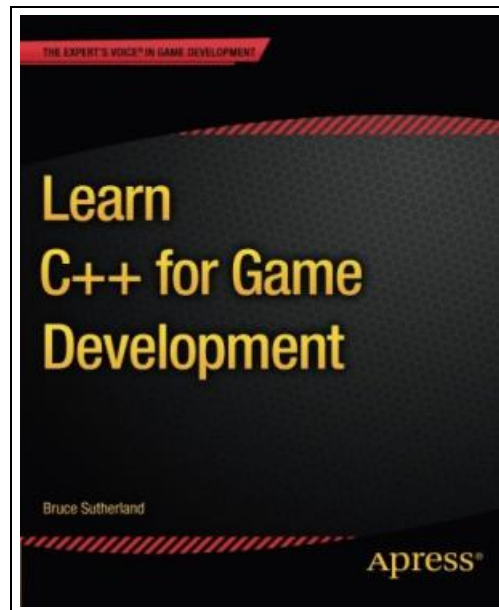 THE EXPERT'S VOICE® IN GAME DEVELOPMENT
Learn
C++ for Game
Development
Bruce Sutherland
Apress®